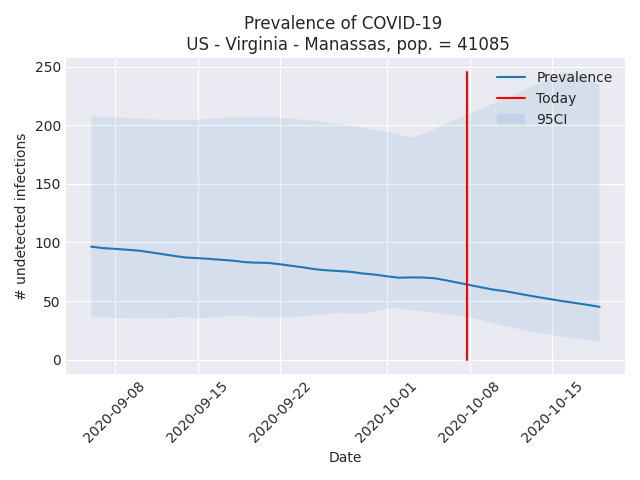 Prevalence of COVID-19
US - Virginia - Manassas, pop. = 41085
250
200
150
100
50
0
# undetected infections
Prevalence
Today
95CI
2020-09-08
2020-09-15
2020-09-22
2020-10-01
2020-10-08
2020-10-15
Date